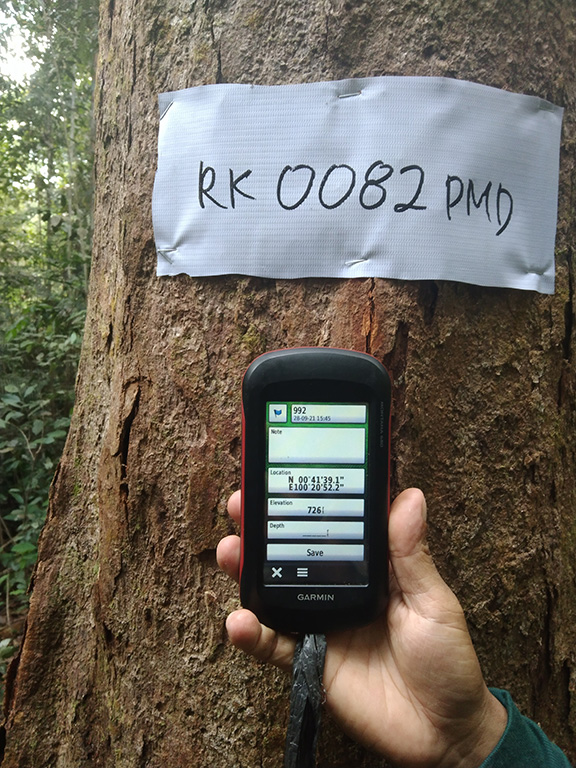 RK 0082 PMD
992
28-09-21 15:45
Note
Location
N 00°41'39.1"
E100°20'52.2"
Elevation
726f
Depth
Save
GARMIN